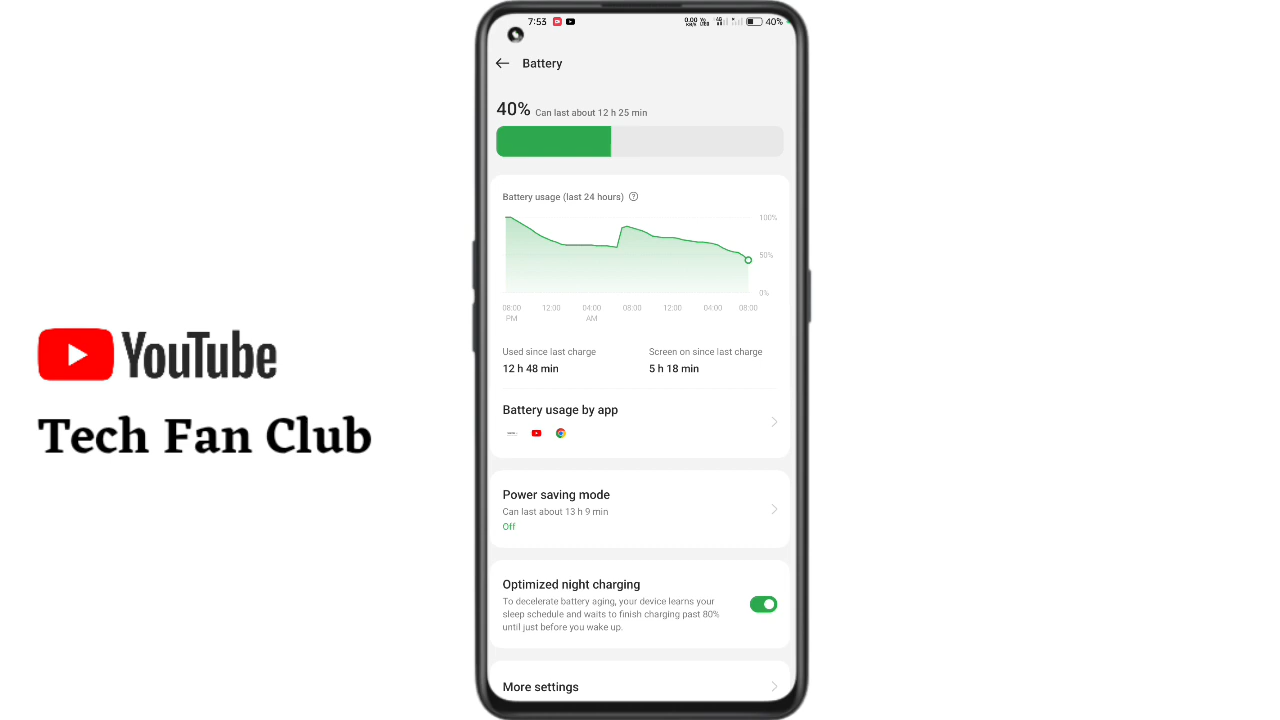 YouTube
Tech Fan Club
7:53
0.00
KB/S
4G
40%
Battery
40% Can last about 12 h 25 min
Battery usage (last 24 hours)
100%
50%
0%
08:00 12:00 04:00 08:00 12:00 04:00 08:00
PM AM
Used since last charge Screen on since last charge
12 h 48 min 5 h 18 min
Battery usage by app
Power saving mode
Can last about 13 h 9 min
Off
Optimized night charging
To decelerate battery aging, your device learns your
sleep schedule and waits to finish charging past 80%
until just before you wake up.
More settings